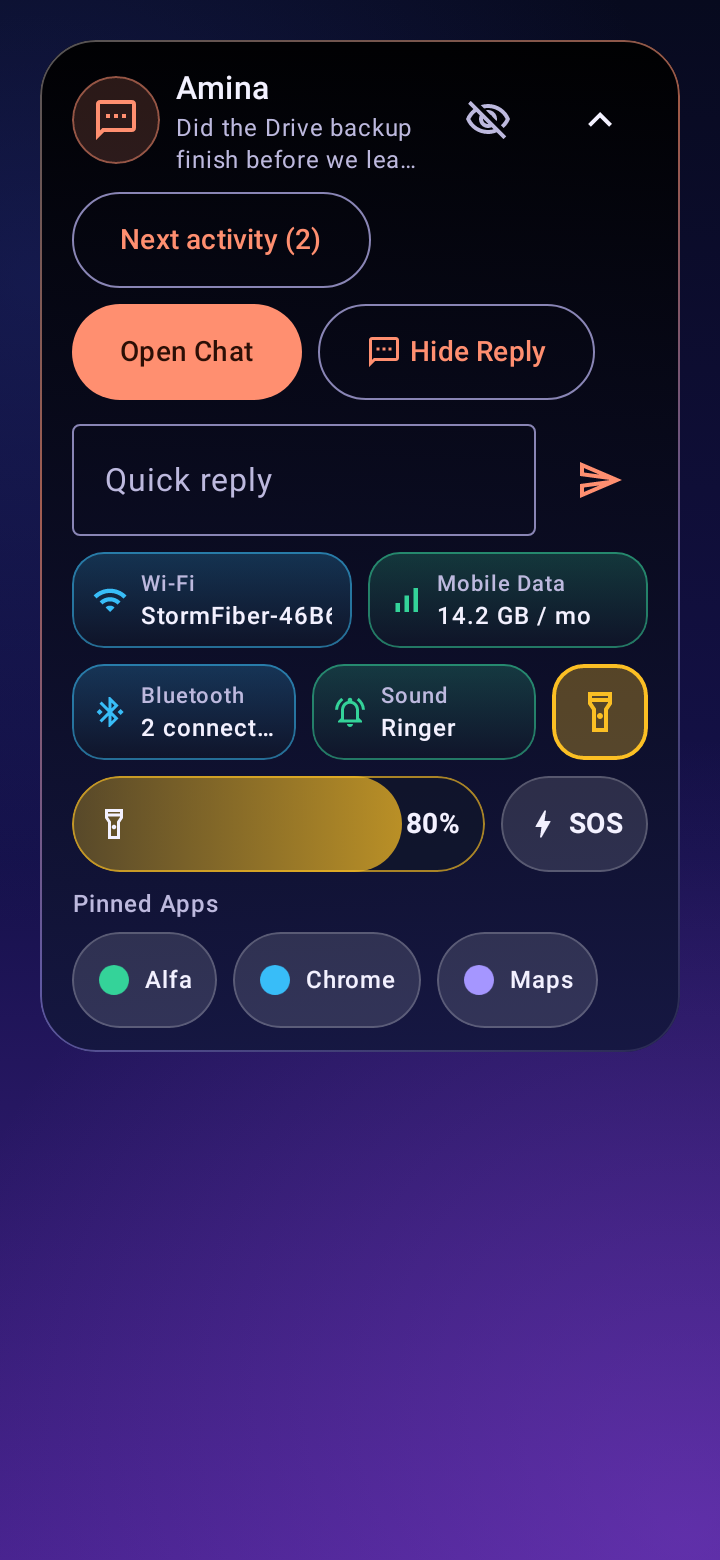 Amina
Did the Drive backup
finish before we lea…
Next activity (2)
Open Chat
Hide Reply
Quick reply
Wi-Fi
StormFiber-46B6
Mobile Data
14.2 GB / mo
Bluetooth
2 connect…
Sound
Ringer
80%
SOS
Pinned Apps
Alfa
Chrome
Maps